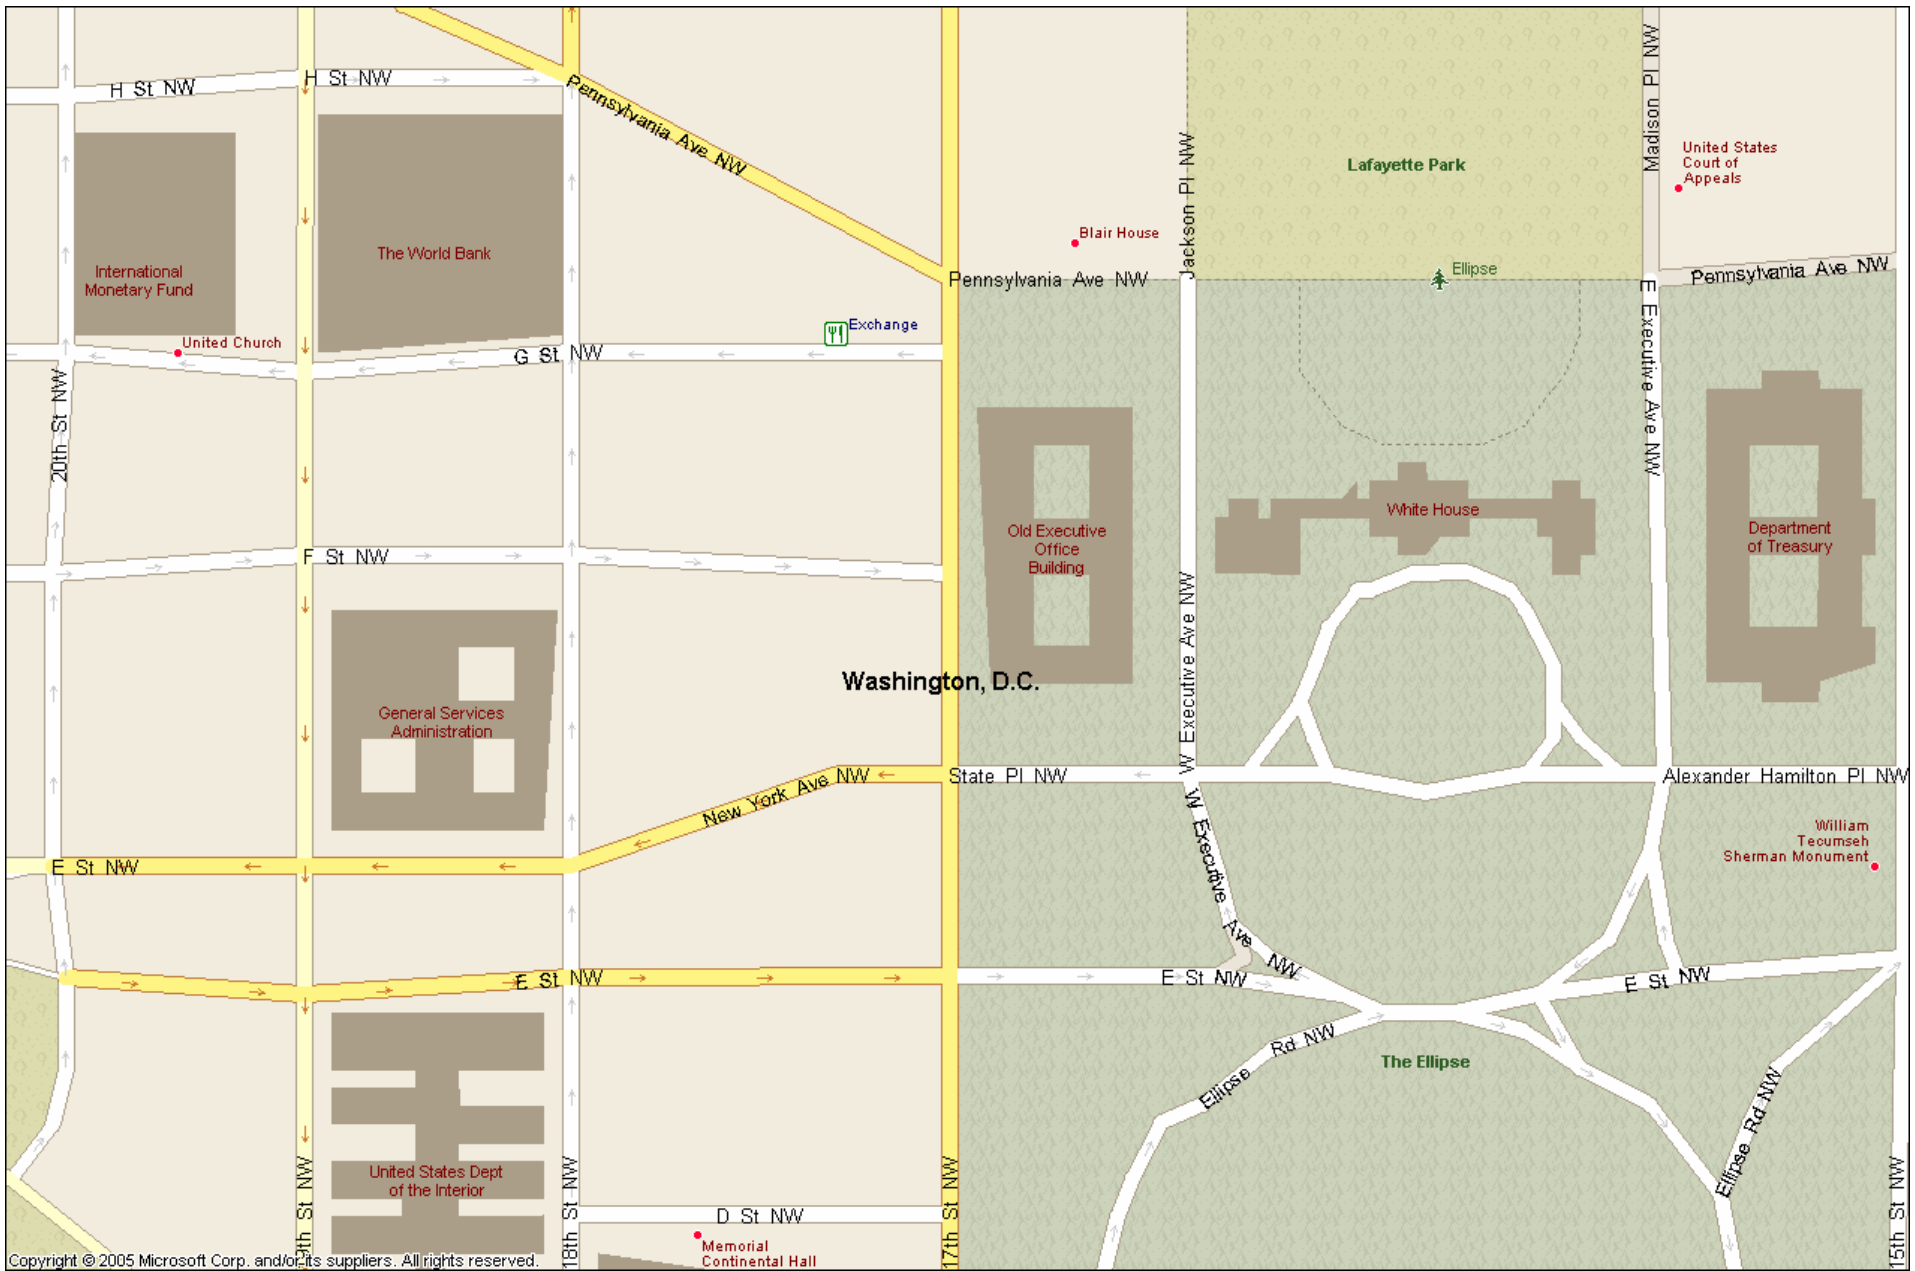 H St NW
H St NW
Pennsylvania Ave NW
Jackson Pl NW
Madison Pl NW
Lafayette Park
United States
Court of
Appeals
Blair House
The World Bank
International
Monetary Fund
Pennsylvania Ave NW
Ellipse
Pennsylvania Ave NW
Exchange
United Church
G St NW
20th St NW
E Executive Ave NW
White House
Old Executive
Office
Building
Department
of Treasury
F St NW
W Executive Ave NW
Washington, D.C.
General Services
Administration
New York Ave NW
State Pl NW
Alexander Hamilton Pl NW
W Executive Ave NW
William
Tecumseh
Sherman Monument
E St NW
E St NW
E St NW
E St NW
Ellipse Rd NW
The Ellipse
Ellipse Rd NW
United States Dept
of the Interior
19th St NW
18th St NW
17th St NW
15th St NW
D St NW
Memorial
Continental Hall
Copyright © 2005 Microsoft Corp. and/or its suppliers. All rights reserved.